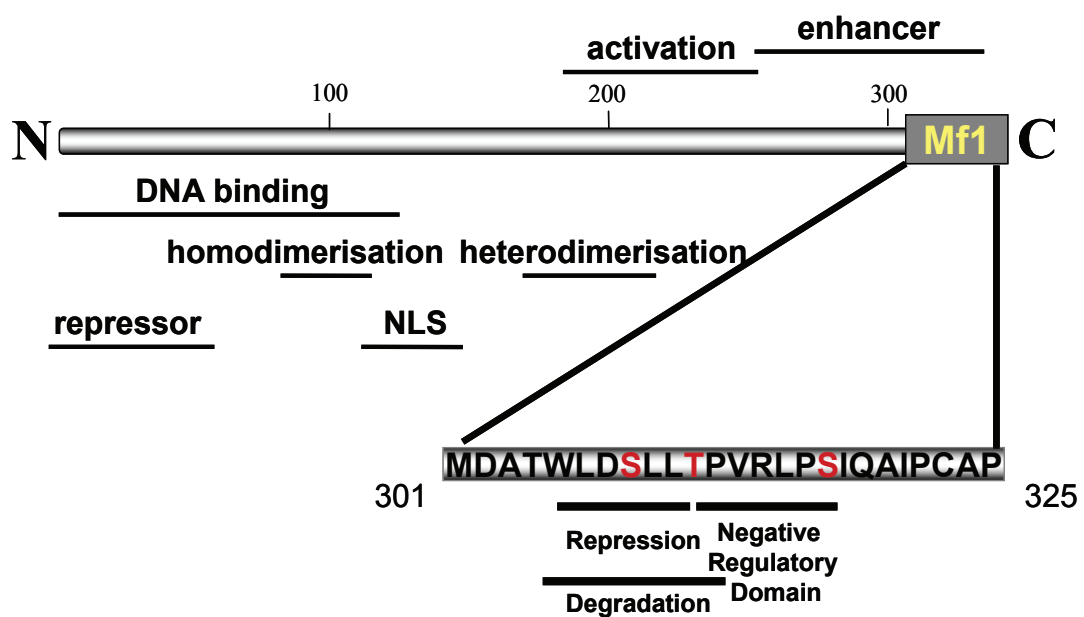 enhancer
activation
100
200
300
N
Mf1
C
DNA binding
homodimerisation
heterodimerisation
repressor
NLS
MDATWLDSLLTPVRLPSIQAIPCAP
301
325
Repression
Negative
Regulatory
Domain
Degradation